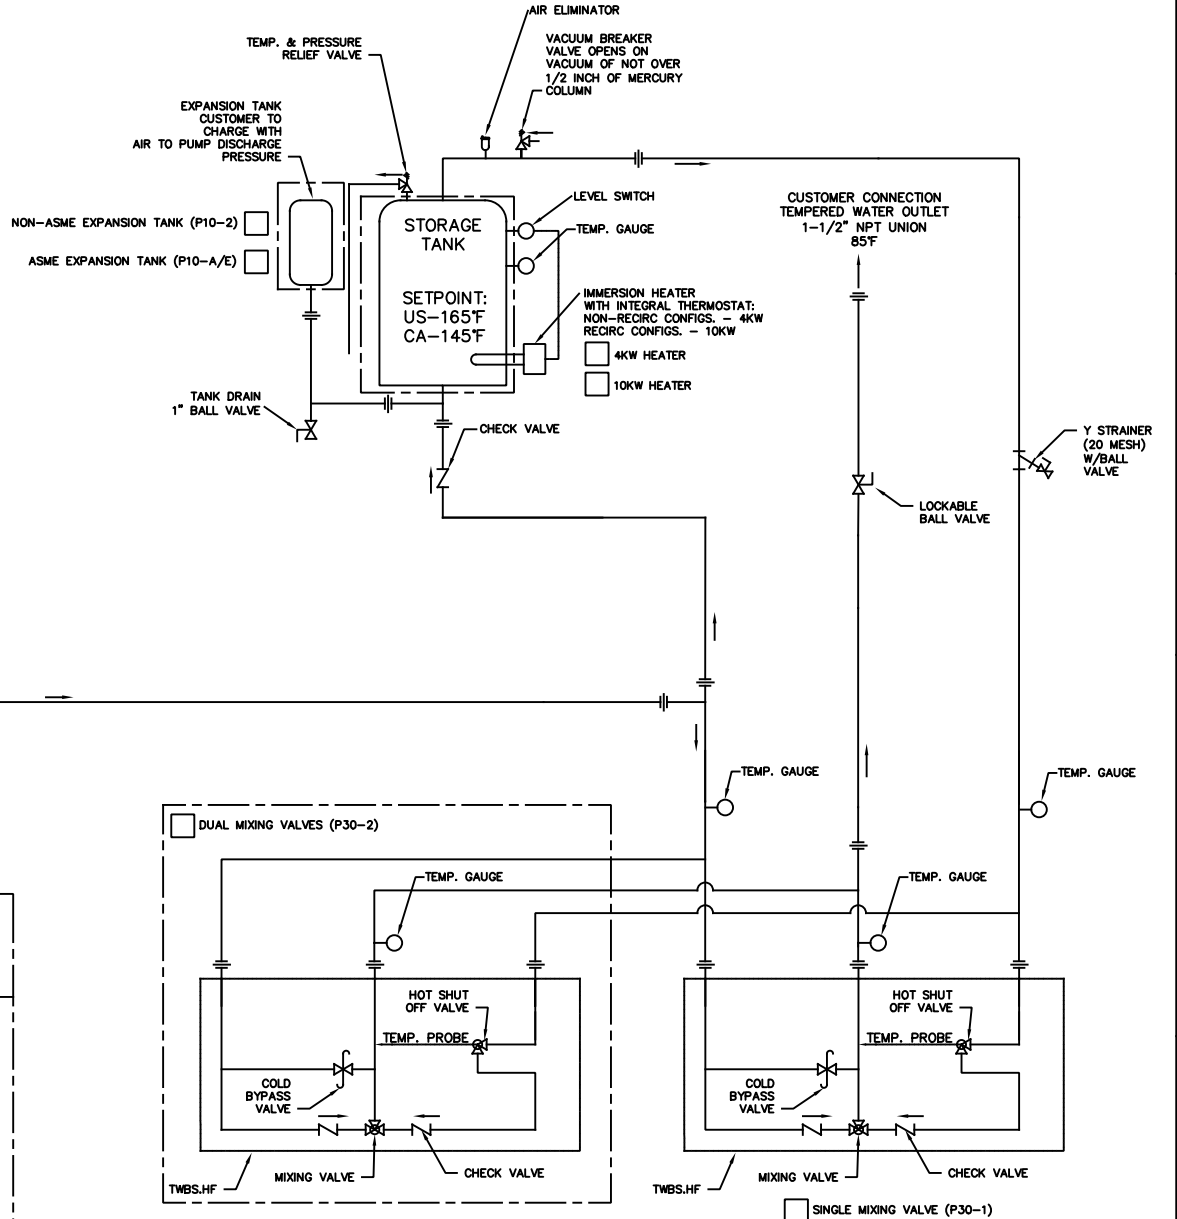 AIR ELIMINATOR
TEMP. & PRESSURE
RELIEF VALVE
VACUUM BREAKER
VALVE OPENS ON
VACUUM OF NOT OVER
1/2 INCH OF MERCURY
COLUMN
EXPANSION TANK
CUSTOMER TO
CHARGE WITH
AIR TO PUMP DISCHARGE
PRESSURE
NON-ASME EXPANSION TANK (P10-2)
ASME EXPANSION TANK (P10-A/E)
STORAGE
TANK
SETPOINT:
US-165°F
CA-145°F
LEVEL SWITCH
TEMP. GAUGE
IMMERSION HEATER
WITH INTEGRAL THERMOSTAT:
NON-RECIRC CONFIGS. - 4KW
RECIRC CONFIGS. - 10KW
4KW HEATER
10KW HEATER
CUSTOMER CONNECTION
TEMPERED WATER OUTLET
1-1/2" NPT UNION
85°F
TANK DRAIN
1" BALL VALVE
CHECK VALVE
Y STRAINER
(20 MESH)
W/BALL
VALVE
LOCKABLE
BALL VALVE
TEMP. GAUGE
TEMP. GAUGE
DUAL MIXING VALVES (P30-2)
TEMP. GAUGE
TEMP. GAUGE
HOT SHUT
OFF VALVE
TEMP. PROBE
COLD
BYPASS
VALVE
MIXING VALVE
CHECK VALVE
TWBS.HF
HOT SHUT
OFF VALVE
TEMP. PROBE
COLD
BYPASS
VALVE
MIXING VALVE
CHECK VALVE
TWBS.HF
SINGLE MIXING VALVE (P30-1)